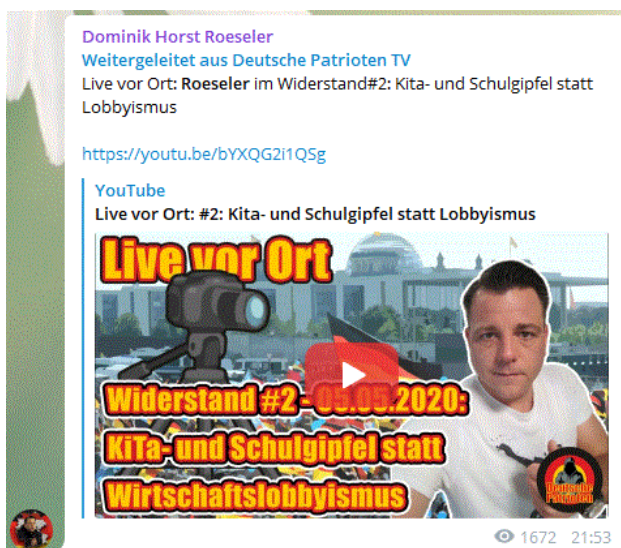 Dominik Horst Roeseler
Weitergeleitet aus Deutsche Patrioten TV
Live vor Ort: Roeseler im Widerstand#2: Kita- und Schulgipfel statt
Lobbyismus
https://youtu.be/bYXQG2i1QSg
YouTube
Live vor Ort: #2: Kita- und Schulgipfel statt Lobbyismus
Live vor Ort
Widerstand #2 - 05.05.2020:
KiTa- und Schulgipfel statt
Wirtschaftslobbyismus
Deutsche
Patrioten
1672 21:53